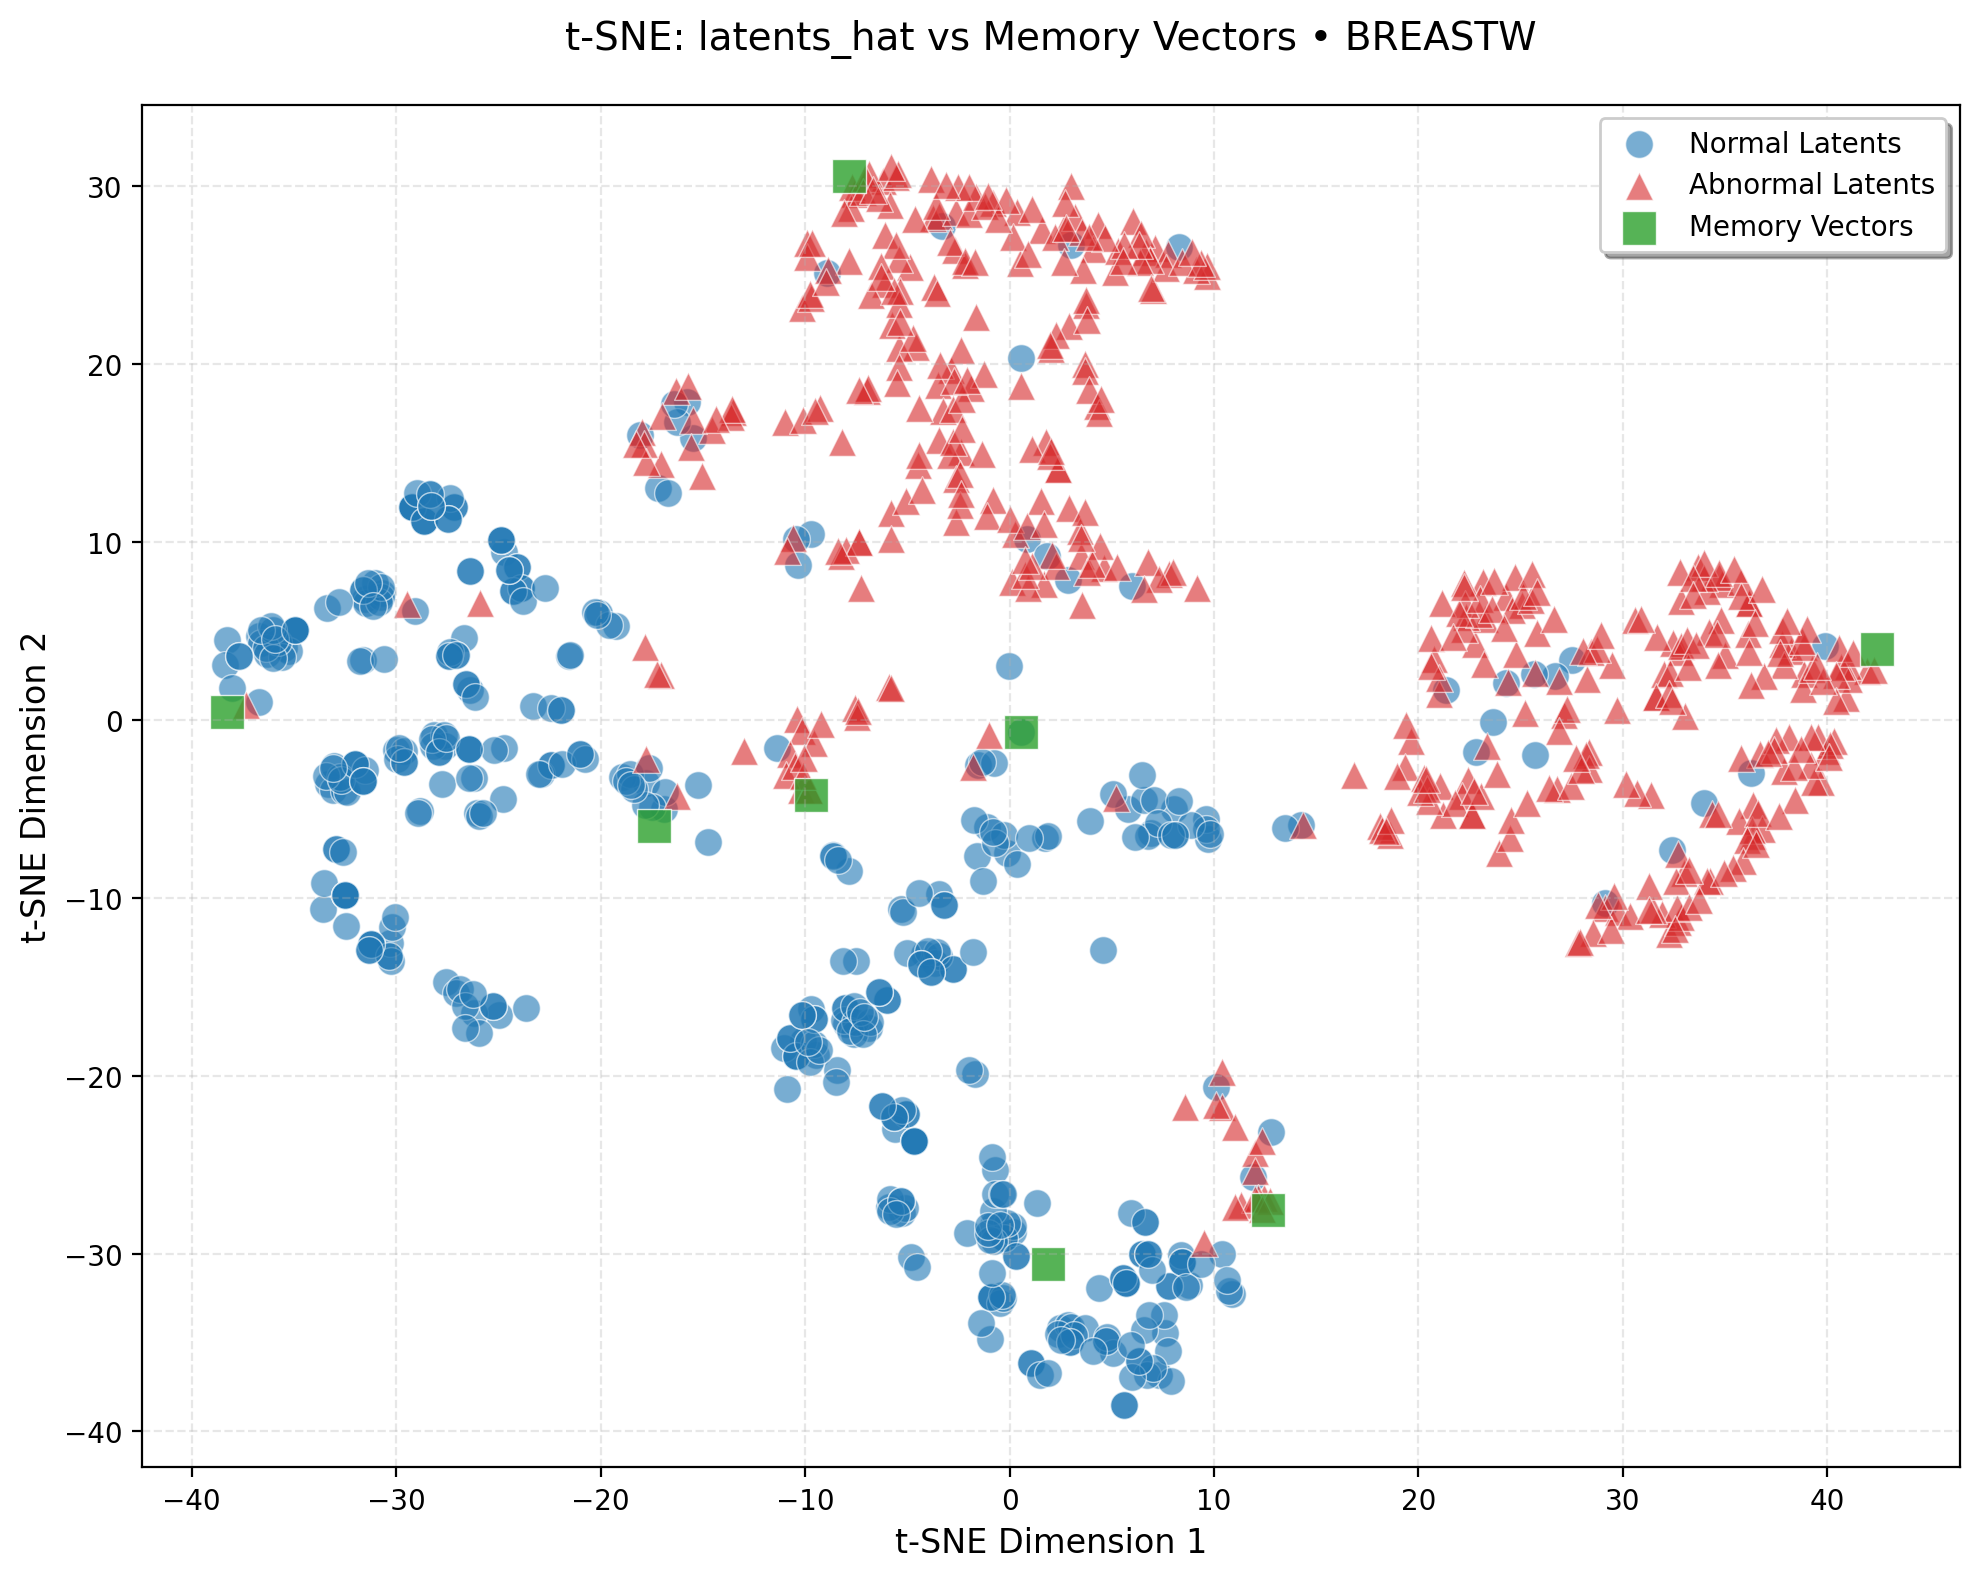 t-SNE: latents_hat vs Memory Vectors • BREASTW
Normal Latents
Abnormal Latents
Memory Vectors
t-SNE Dimension 2
30
20
10
0
−10
−20
−30
−40
−40 −30 −20 −10 0 10 20 30 40
t-SNE Dimension 1